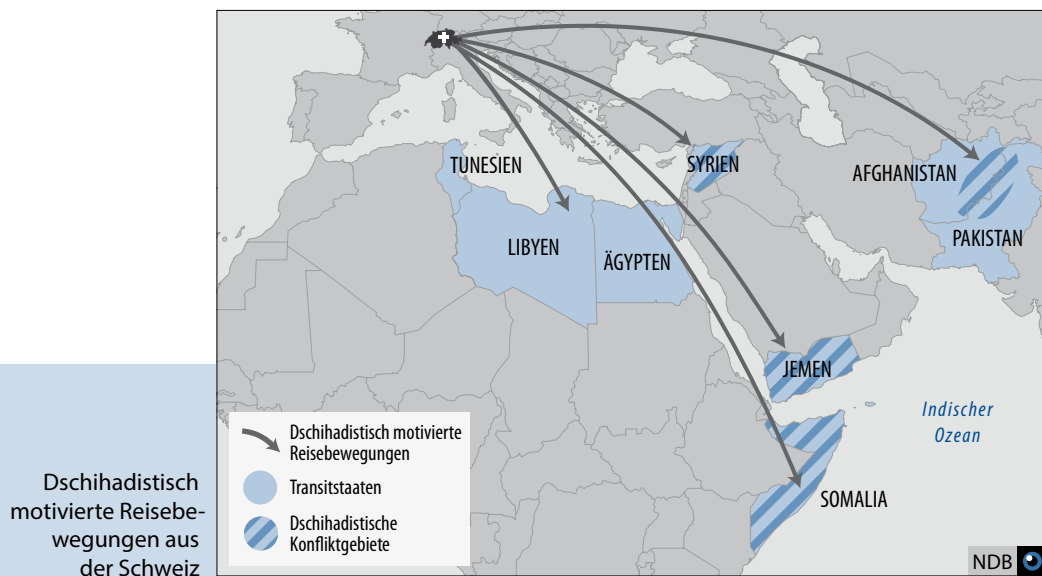 TUNESIEN
SYRIEN
AFGHANISTAN
PAKISTAN
LIBYEN
ÄGYPTEN
JEMEN
Indischer
Ozean
SOMALIA
Dschihadistisch motivierte
Reisebewegungen
Transitstaaten
Dschihadistische
Konfliktgebiete
NDB
Dschihadistisch
motivierte Reisebe-
wegungen aus
der Schweiz